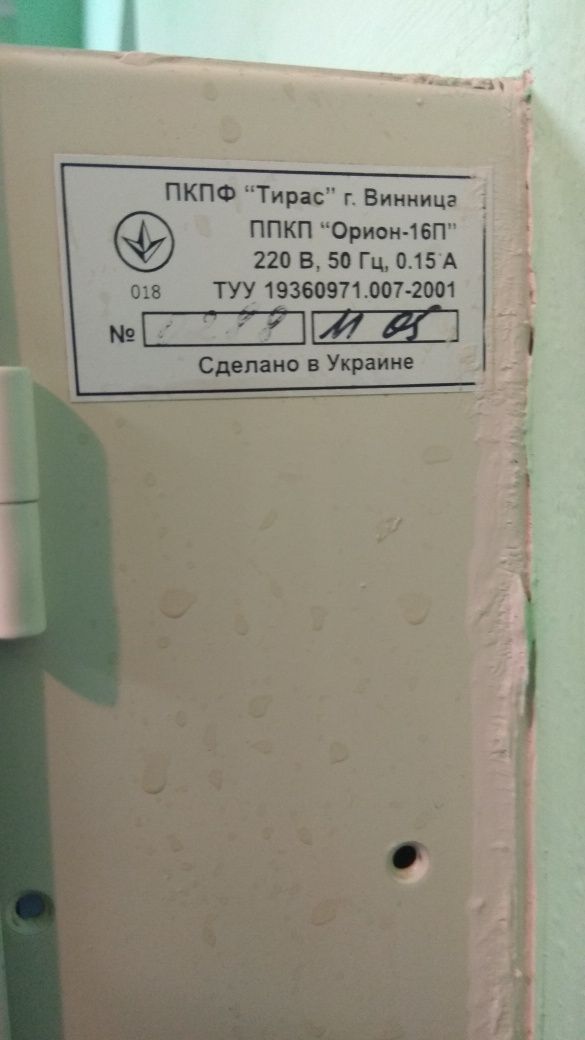 ПКПФ “Тирас” г. Винница
ППКП “Орион-16П”
220 В, 50 Гц, 0.15 А
018 ТУУ 19360971.007-2001
№ 11 05
Сделано в Украине